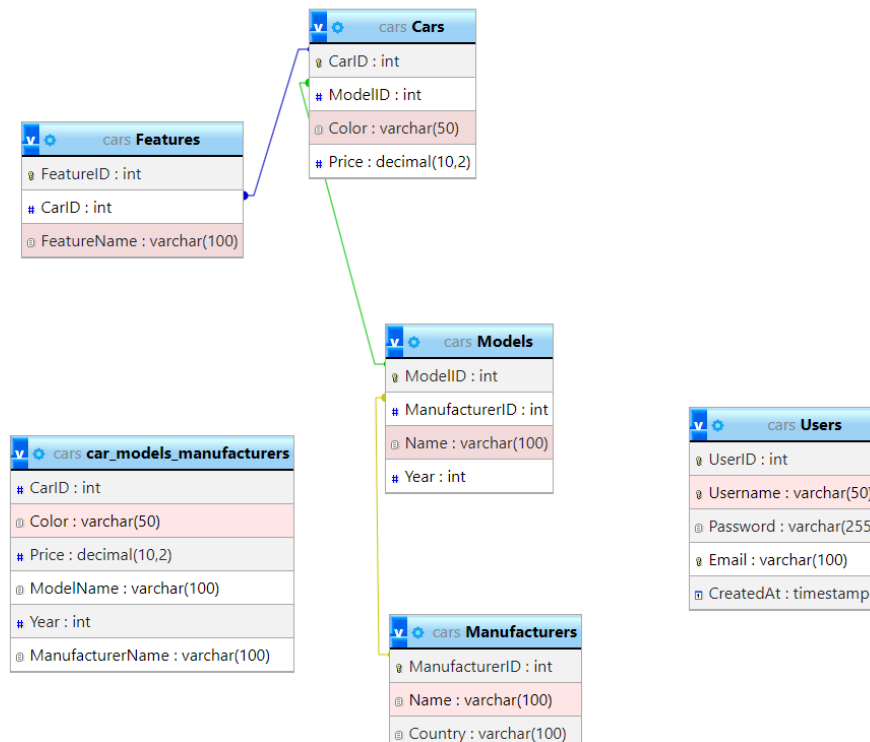 v cars Cars
CarID : int
# ModelID : int
Color : varchar(50)
# Price : decimal(10,2)
v cars Features
FeatureID : int
# CarID : int
FeatureName : varchar(100)
v cars Models
ModelID : int
# ManufacturerID : int
Name : varchar(100)
# Year : int
v cars car_models_manufacturers
# CarID : int
Color : varchar(50)
# Price : decimal(10,2)
ModelName : varchar(100)
# Year : int
ManufacturerName : varchar(100)
v cars Users
UserID : int
Username : varchar(50)
Password : varchar(255
Email : varchar(100)
CreatedAt : timestamp
v cars Manufacturers
ManufacturerID : int
Name : varchar(100)
Country : varchar(100)